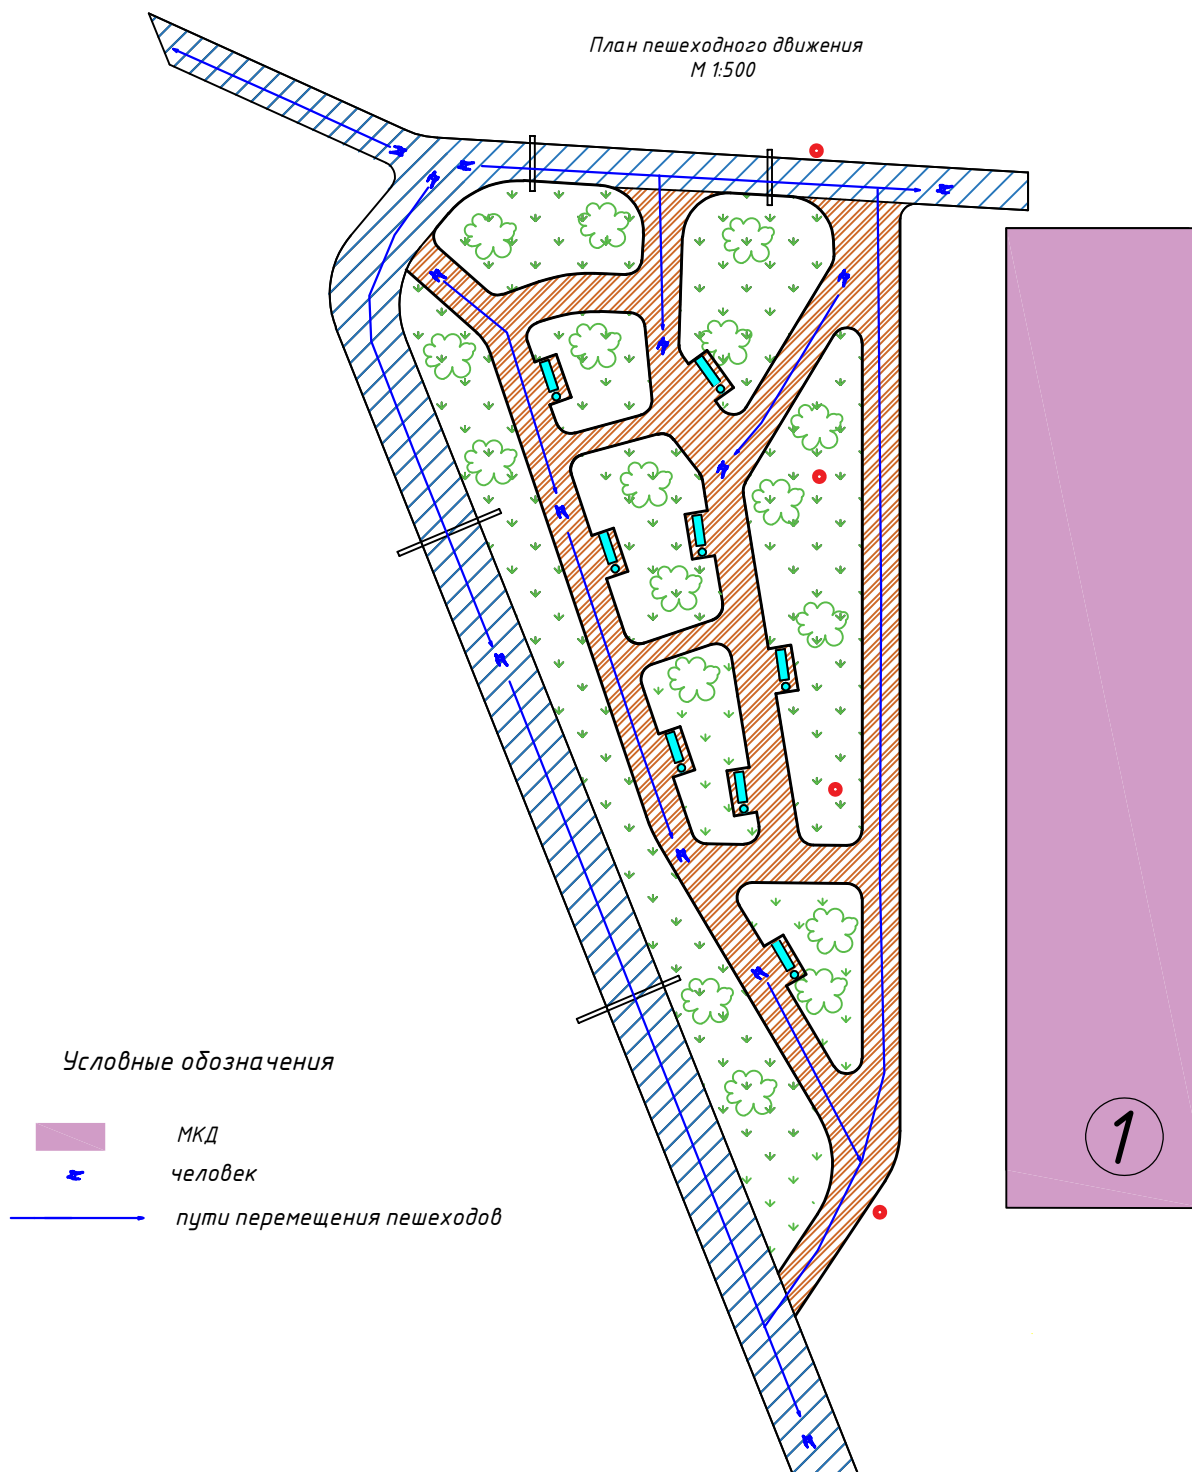 План пешеходного движения
М 1:500
1
Условные обозначения
МКД
человек
пути перемещения пешеходов